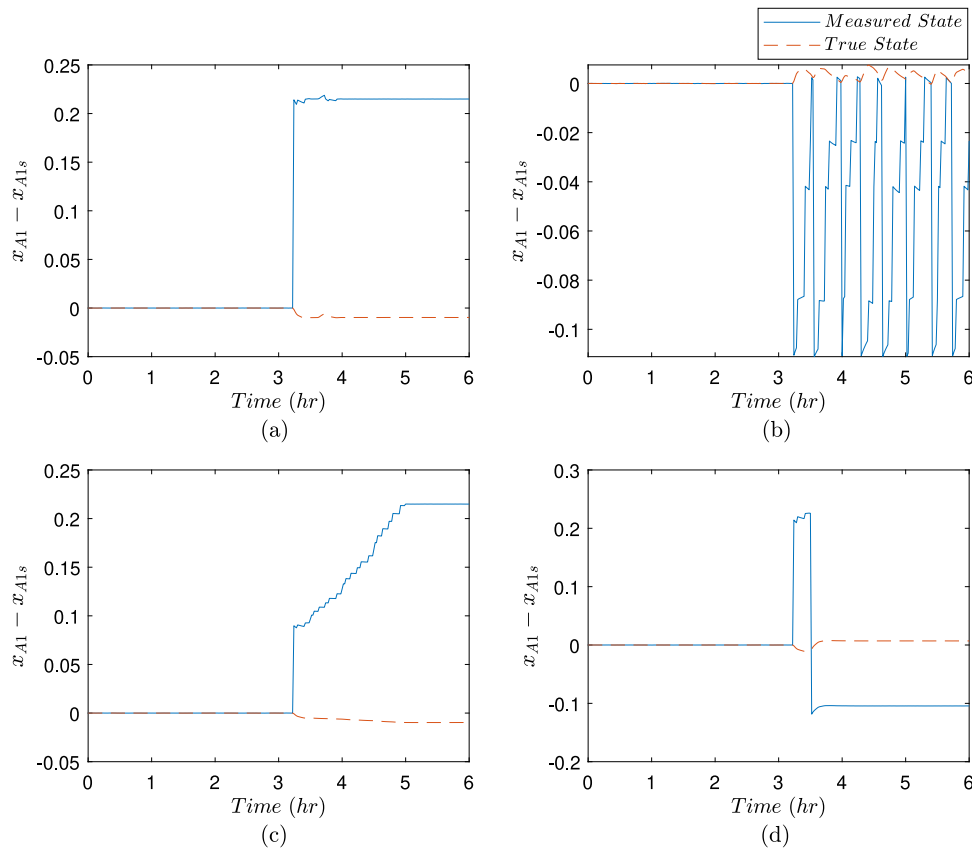 Measured State
True State
0.25
0.2
0.15
0.1
0.05
0
-0.05
x_{A1} − x_{A1s}
0 1 2 3 4 5 6
Time (hr)
(a)
0
-0.02
-0.04
-0.06
-0.08
-0.1
x_{A1} − x_{A1s}
0 1 2 3 4 5 6
Time (hr)
(b)
0.25
0.2
0.15
0.1
0.05
0
-0.05
x_{A1} − x_{A1s}
0 1 2 3 4 5 6
Time (hr)
(c)
0.3
0.2
0.1
0
-0.1
-0.2
x_{A1} − x_{A1s}
0 1 2 3 4 5 6
Time (hr)
(d)